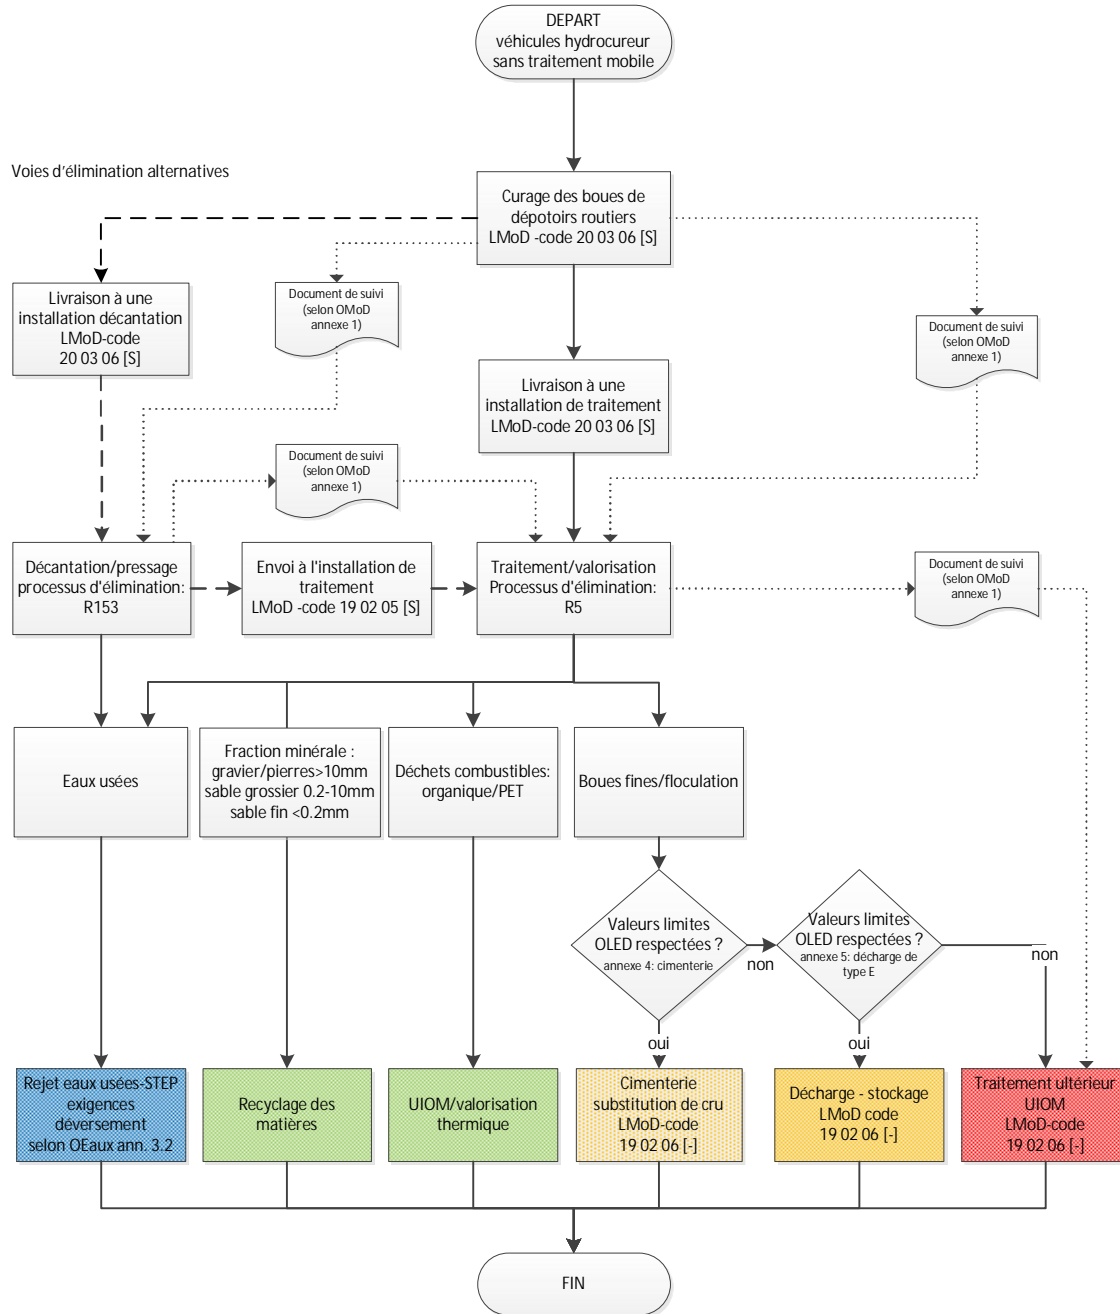 DEPART
véhicules hydrocureur
sans traitement mobile
Voies d'élimination alternatives
Curage des boues de
dépotoirs routiers
LMoD -code 20 03 06 [S]
Livraison à une
installation décantation
LMoD-code
20 03 06 [S]
Document de suivi
(selon OMoD
annexe 1)
Document de suivi
(selon OMoD
annexe 1)
Livraison à une
installation de traitement
LMoD-code 20 03 06 [S]
Document de suivi
(selon OMoD
annexe 1)
Décantation/pressage
processus d'élimination:
R153
Envoi à l'installation de
traitement
LMoD -code 19 02 05 [S]
Traitement/valorisation
Processus d'élimination:
R5
Document de suivi
(selon OMoD
annexe 1)
Eaux usées
Fraction minérale :
gravier/pierres>10mm
sable grossier 0.2-10mm
sable fin <0.2mm
Déchets combustibles:
organique/PET
Boues fines/floculation
Valeurs limites
OLED respectées ?
annexe 4: cimenterie
non
Valeurs limites
OLED respectées ?
annexe 5: décharge de
type E
non
oui
oui
Rejet eaux usées-STEP
exigences
déversement
selon OEaux ann. 3.2
Recyclage des
matières
UIOM/valorisation
thermique
Cimenterie
substitution de cru
LMoD-code
19 02 06 [-]
Décharge - stockage
LMoD code
19 02 06 [-]
Traitement ultérieur
UIOM
LMoD-code
19 02 06 [-]
FIN